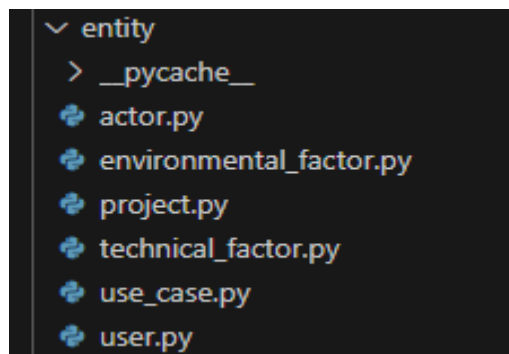 entity
__pycache__
actor.py
environmental_factor.py
project.py
technical_factor.py
use_case.py
user.py